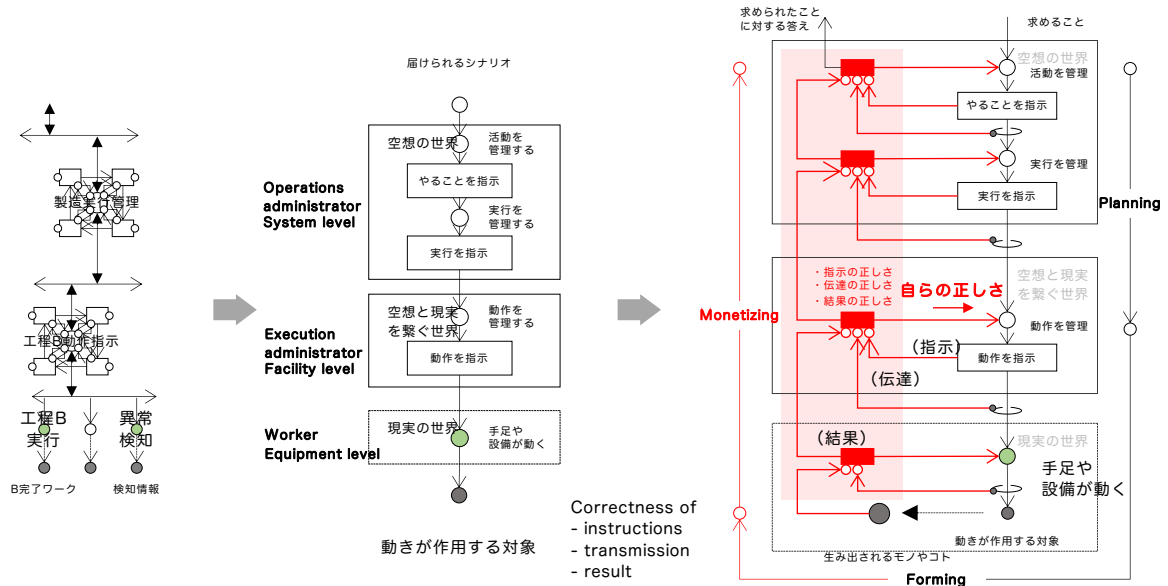 製造実行管理
工程B動作指示
工程B
実行
異常
検知
B完了ワーク
検知情報
届けられるシナリオ
Operations
administrator
System level
空想の世界
活動を
管理する
やることを指示
実行を
管理する
実行を指示
Execution
administrator
Facility level
空想と現実
を繋ぐ世界
動作を
管理する
動作を指示
Worker
Equipment level
現実の世界
手足や
設備が動く
動きが作用する対象
Correctness of
- instructions
- transmission
- result
求められたこと
に対する答え
求めること
空想の世界
活動を管理
やることを指示
実行を管理
実行を指示
Planning
Monetizing
・指示の正しさ
・伝達の正しさ
・結果の正しさ
自らの正しさ
空想と現実
を繋ぐ世界
動作を管理
(指示)
動作を指示
(伝達)
(結果)
現実の世界
手足や
設備が動く
動きが作用する対象
生み出されるモノやコト
Forming